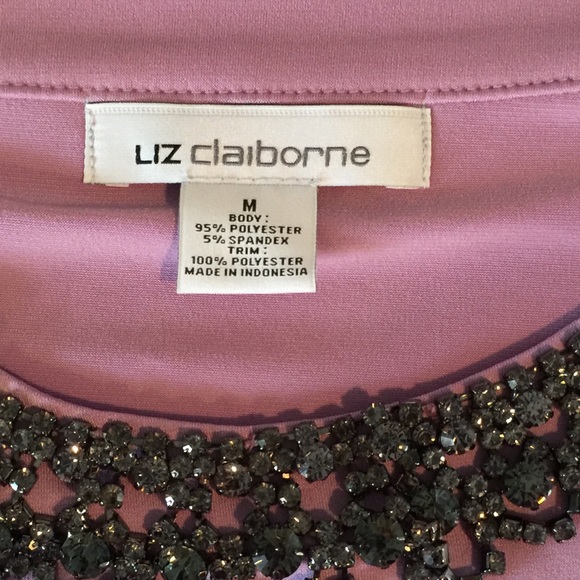 LIZ claiborne
M
BODY:
95% POLYESTER
5% SPANDEX
TRIM:
100% POLYESTER
MADE IN INDONESIA